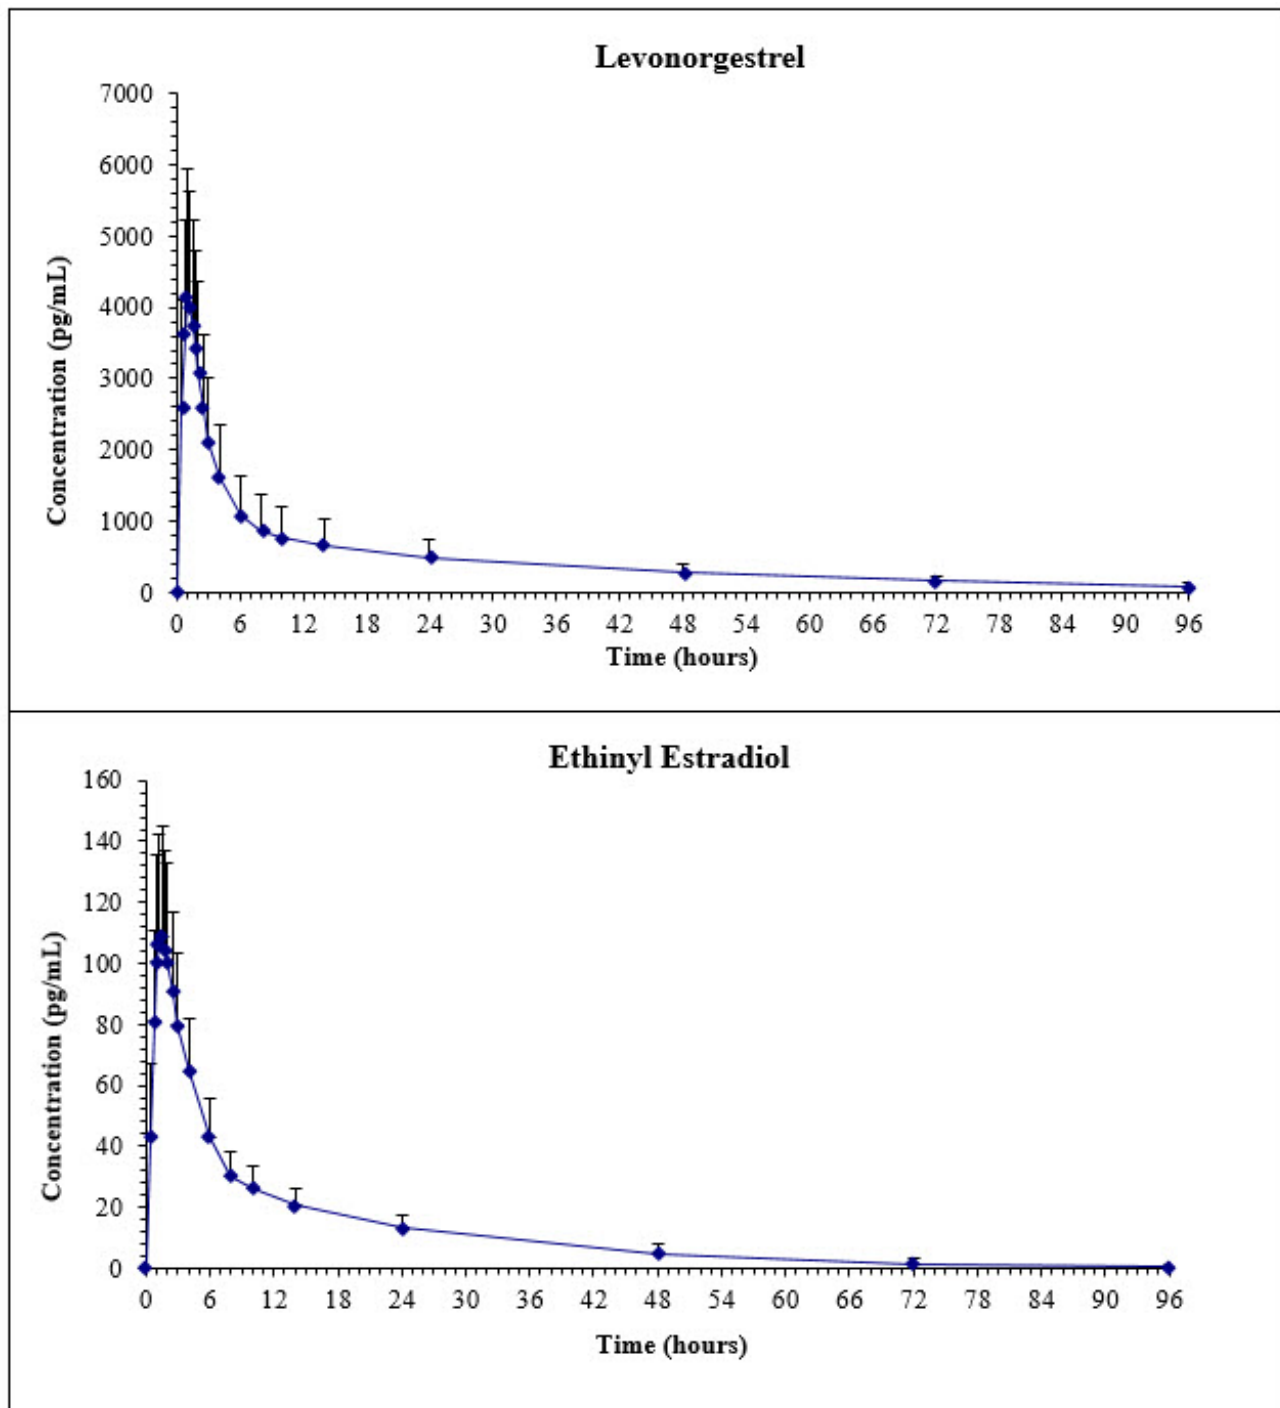 Levonorgestrel
7000
6000
5000
4000
3000
2000
1000
0
Concentration (pg/mL)
0 6 12 18 24 30 36 42 48 54 60 66 72 78 84 90 96
Time (hours)
Ethinyl Estradiol
160
140
120
100
80
60
40
20
0
Concentration (pg/mL)
0 6 12 18 24 30 36 42 48 54 60 66 72 78 84 90 96
Time (hours)